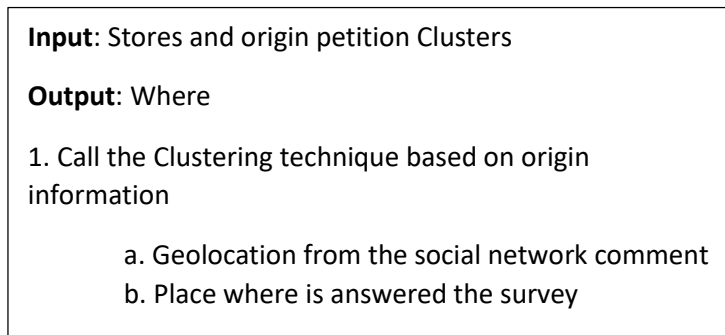 Input: Stores and origin petition Clusters
Output: Where
1. Call the Clustering technique based on origin
information
a. Geolocation from the social network comment
b. Place where is answered the survey